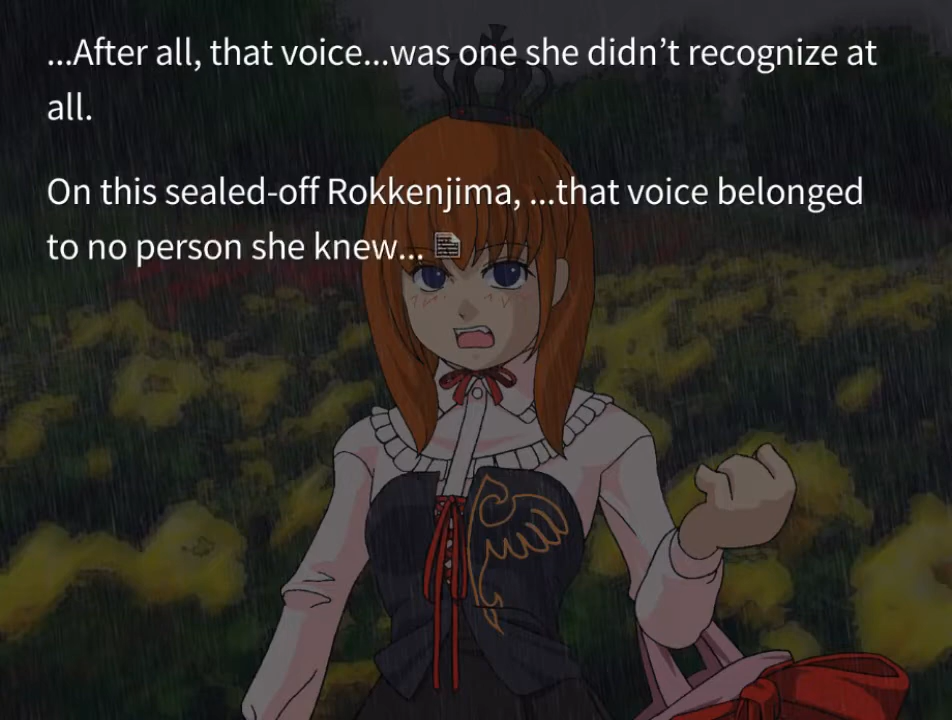 ...After all, that voice...was one she didn’t recognize at
all.
On this sealed-off Rokkenjima, ...that voice belonged
to no person she knew...